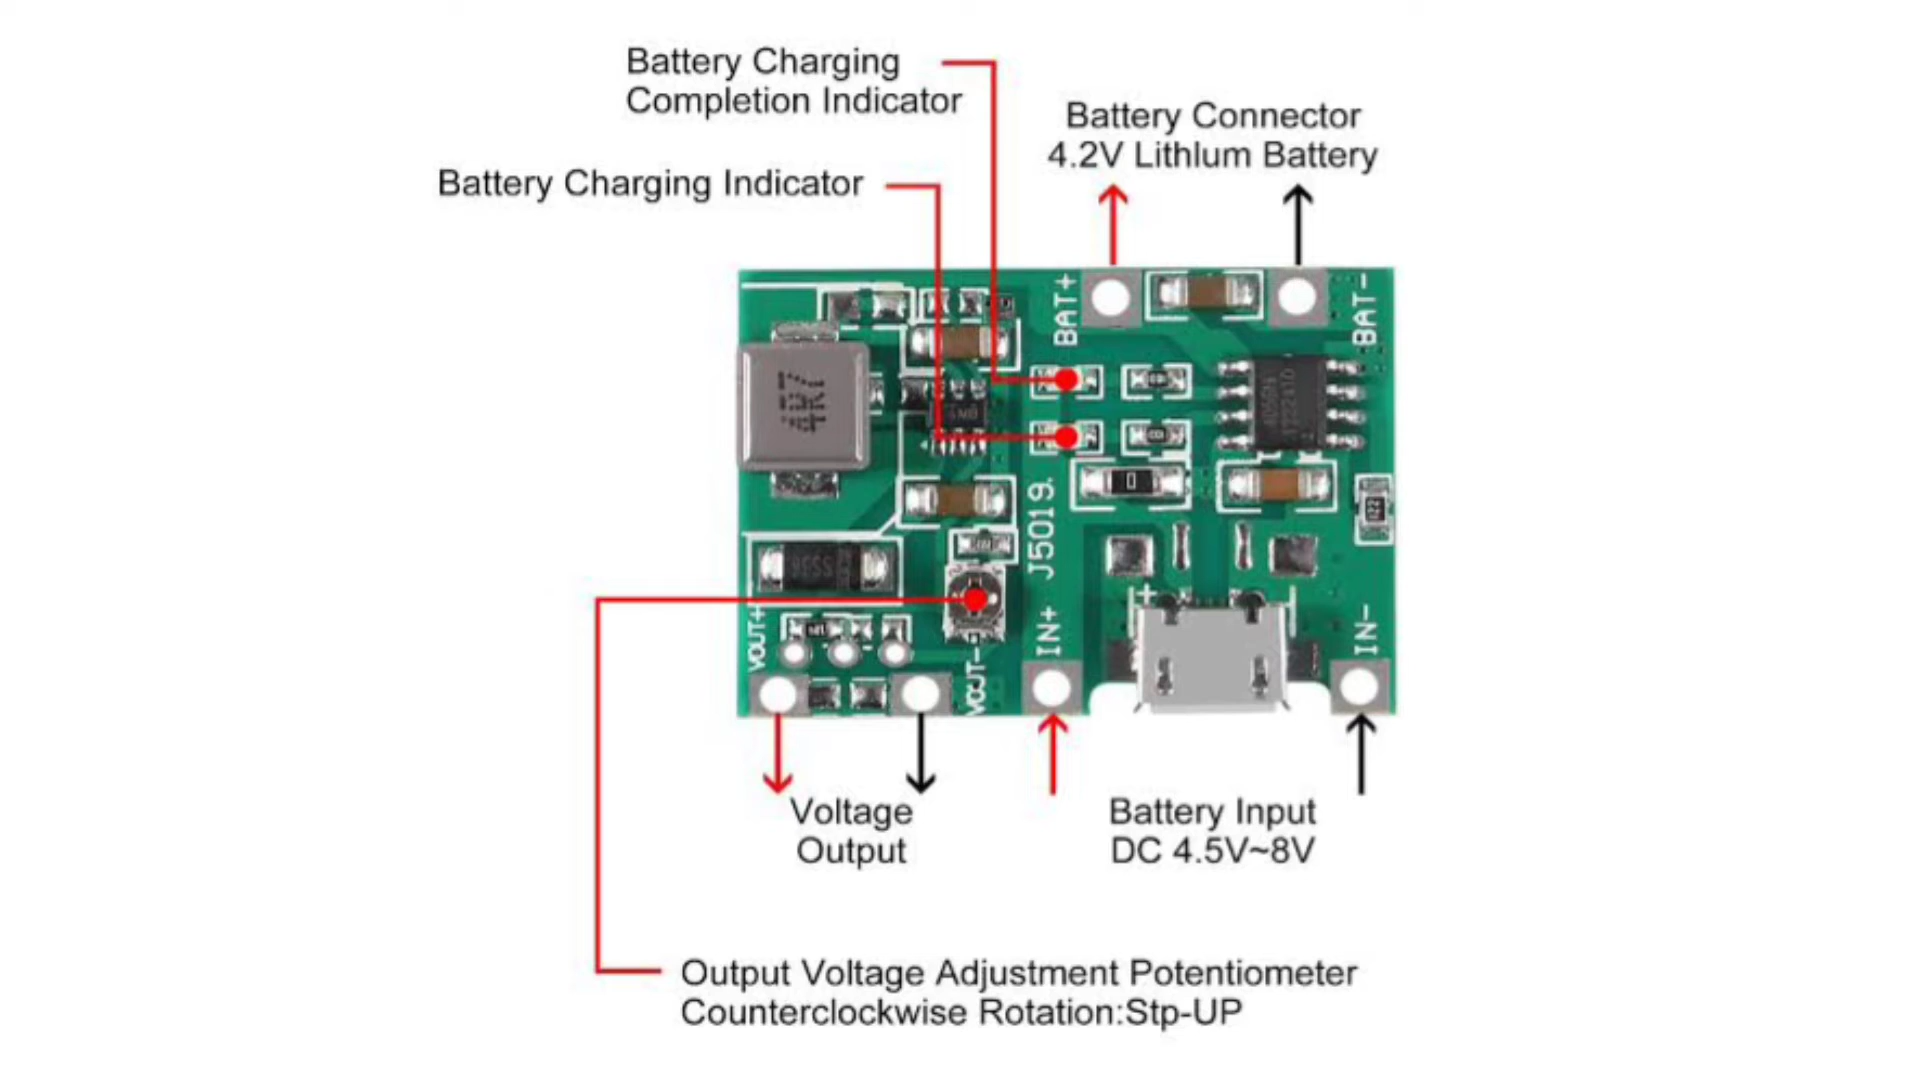 Battery Charging
Completion Indicator
Battery Connector
4.2V Lithlum Battery
Battery Charging Indicator
BAT+
BAT-
4R7
J5019
VOUT+
VOUT-
IN+
+
IN-
Voltage
Output
Battery Input
DC 4.5V~8V
Output Voltage Adjustment Potentiometer
Counterclockwise Rotation:Stp-UP